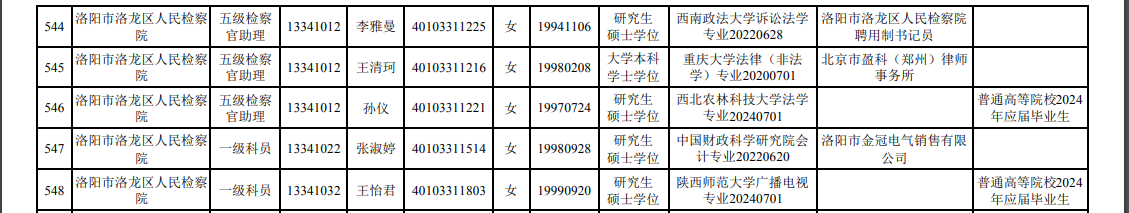 544 洛阳市洛龙区人民检察院 五级检察官助理 13341012 李雅曼 40103311225 女 19941106 研究生硕士学位 西南政法大学诉讼法学专业20220628 洛阳市洛龙区人民检察院聘用制书记员
545 洛阳市洛龙区人民检察院 五级检察官助理 13341012 王清珂 40103311216 女 19980208 大学本科学士学位 重庆大学法律（非法学）专业20200701 北京市盈科（郑州）律师事务所
546 洛阳市洛龙区人民检察院 五级检察官助理 13341012 孙仪 40103311221 女 19970724 研究生硕士学位 西北农林科技大学法学专业20240701 普通高等院校2024年应届毕业生
547 洛阳市洛龙区人民检察院 一级科员 13341022 张淑婷 40103311514 女 19980928 研究生硕士学位 中国财政科学研究院会计专业20220620 洛阳市金冠电气销售有限公司
548 洛阳市洛龙区人民检察院 一级科员 13341032 王怡君 40103311803 女 19990920 研究生硕士学位 陕西师范大学广播电视专业20240701 普通高等院校2024年应届毕业生